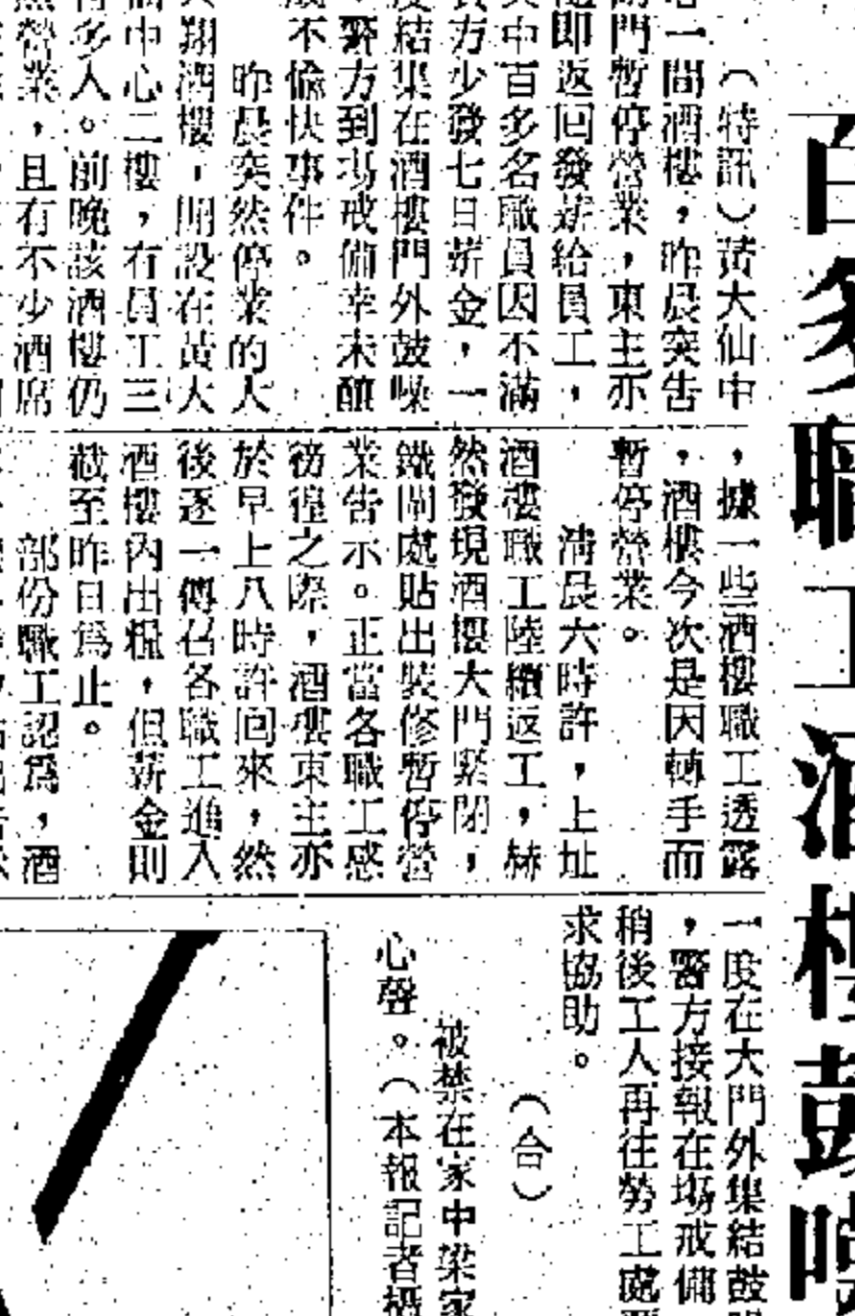 百多職工酒樓鼓噪
（特訊）黃大仙中
一間酒樓，昨晨突告
門暫停營業，東主亦
即返回發薪給員工，
中百多名職員因不滿
方少發七日薪金，一
結集在酒樓門外鼓噪
，警方到場戒備幸未釀
不愉快事件。
昨晨突然停業的大
翔酒樓，開設在黃大
中心二樓，有員工三
多人。前晚該酒樓仍
營業，且有不少酒席
，據一些酒樓職工透露
，酒樓今次是因轉手而
暫停營業。
清晨六時許，上址
酒樓職工陸續返工，赫
然發現酒樓大門緊閉，
鐵閘處貼出裝修暫停營
業告示。正當各職工感
徬徨之際，酒樓東主亦
於早上八時許回來，然
後逐一傳召各職工進入
酒樓內出糧，但薪金則
截至昨日為止。
部份職工認為，酒
一度在大門外集結鼓
，警方接報在場戒備
稍後工人再往勞工處
求協助。
（合）
被禁在家中梁家
心聲。（本報記者攝